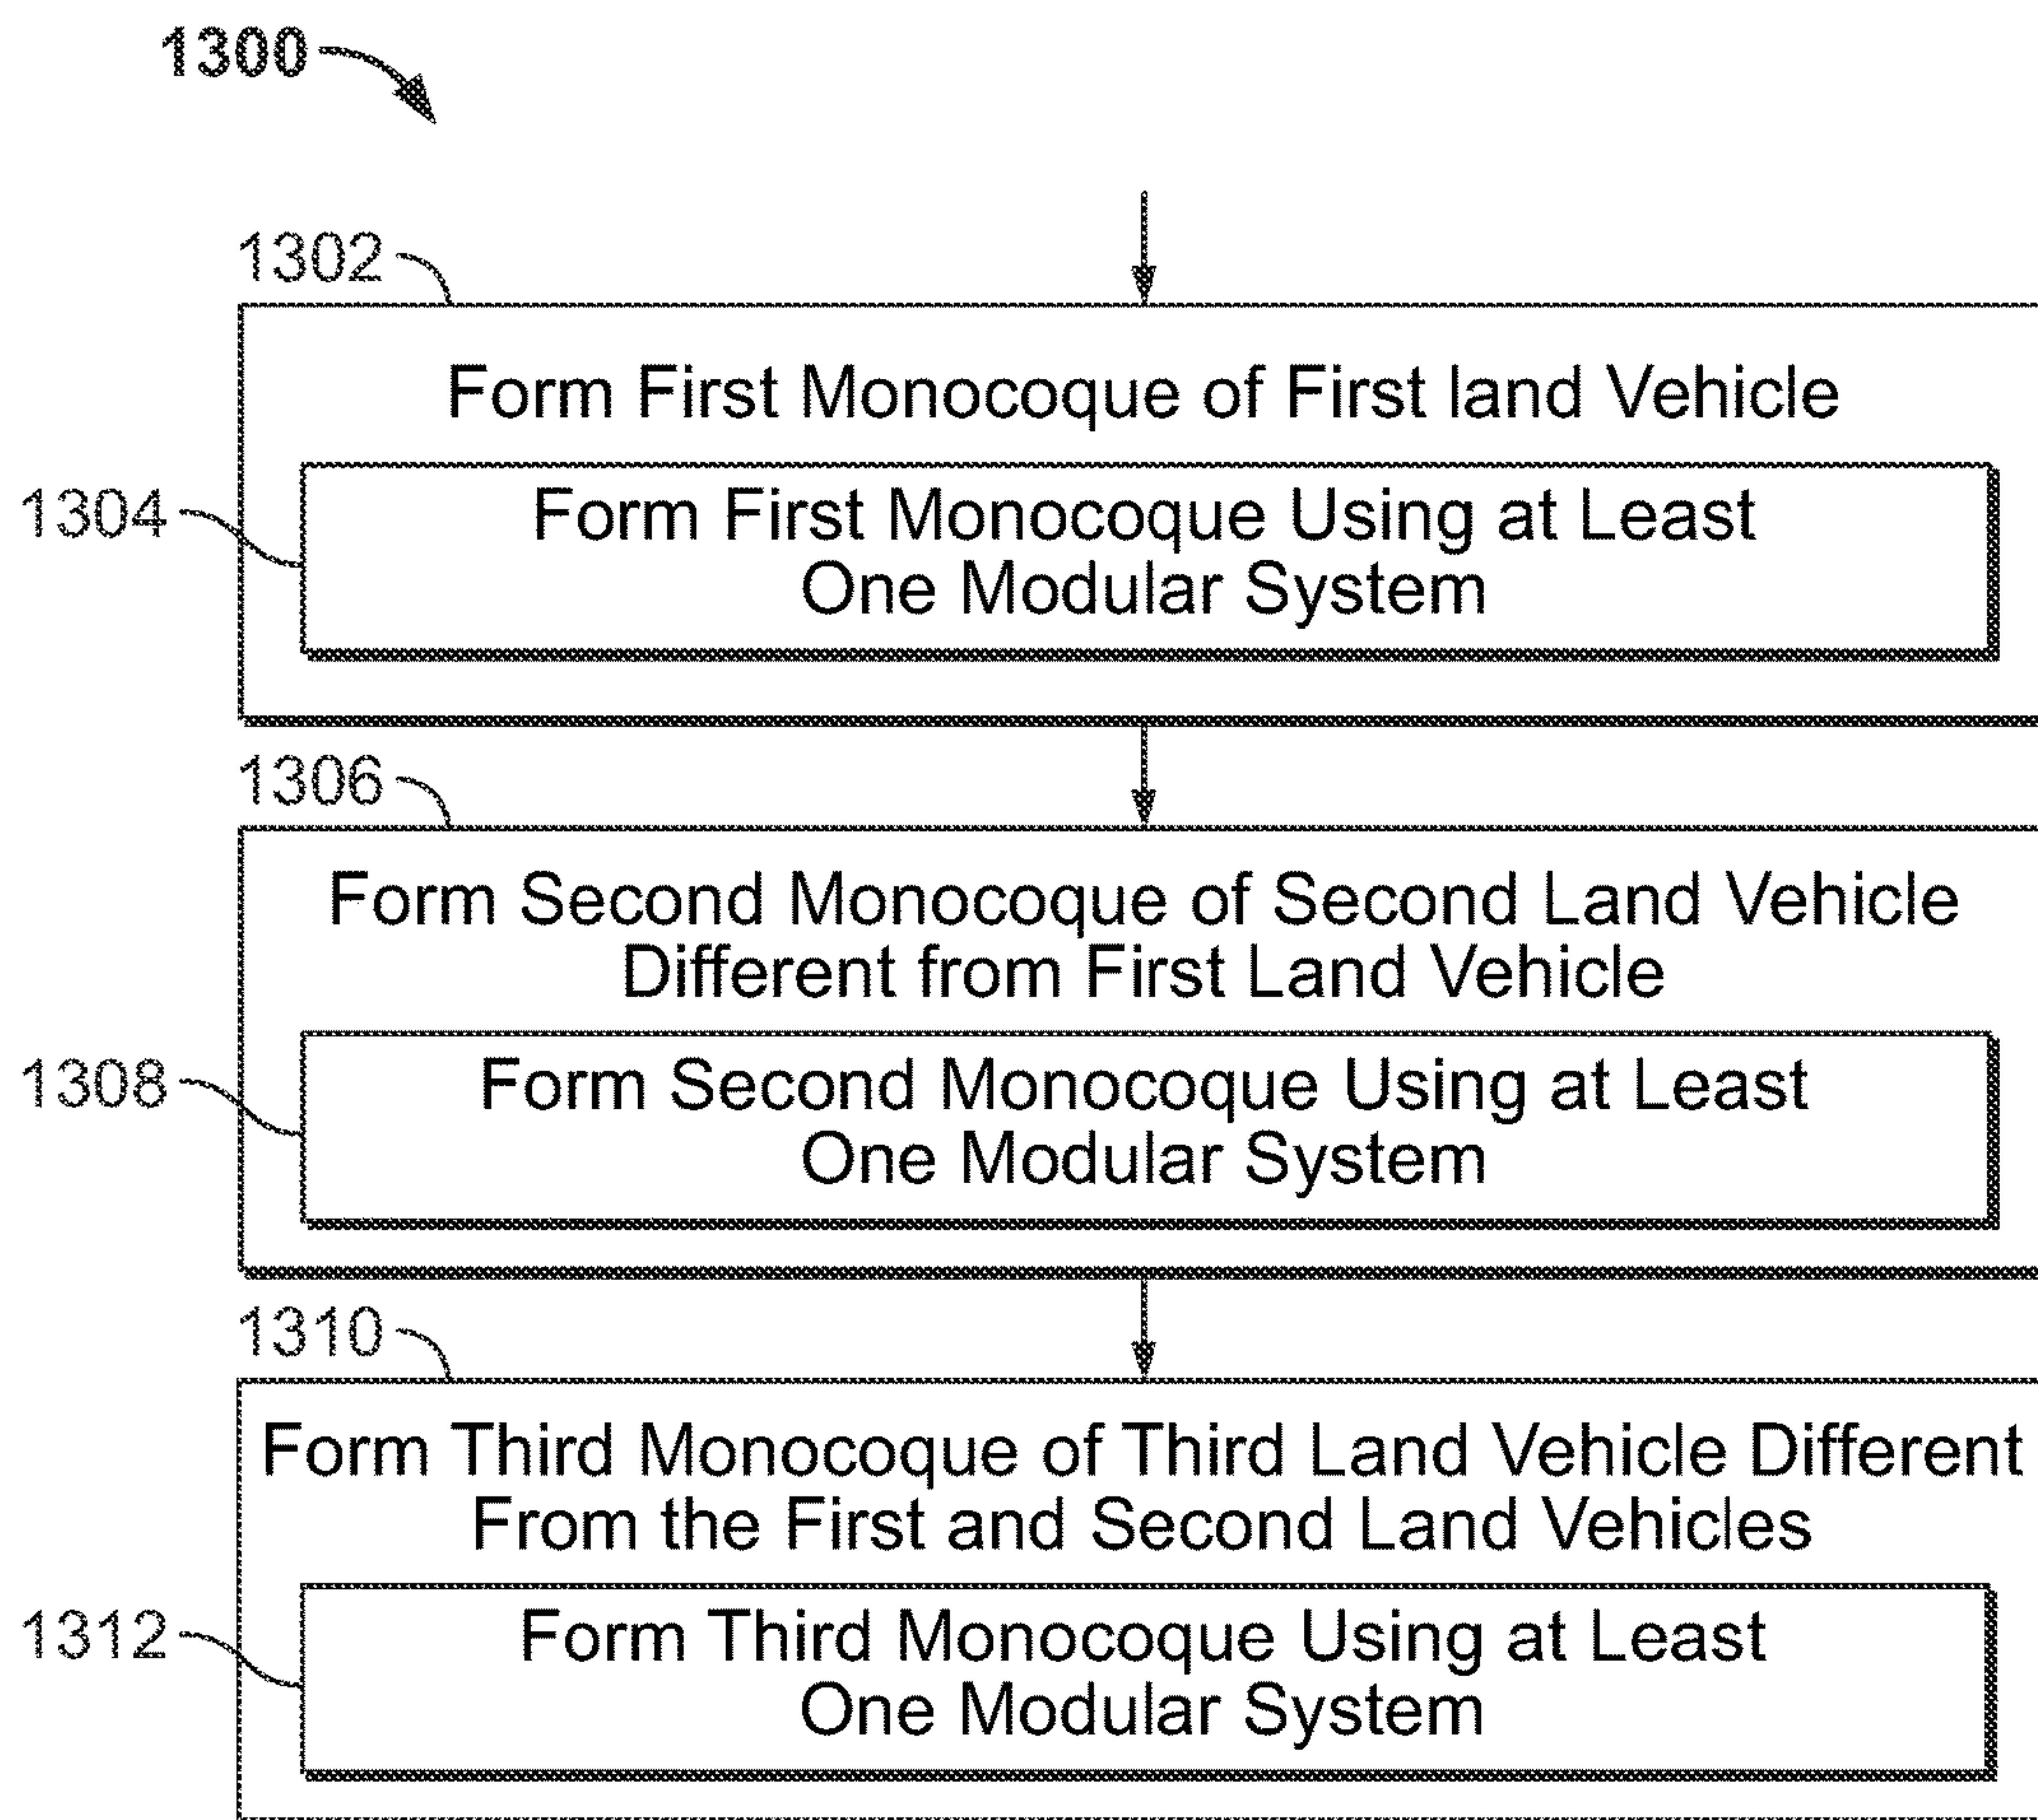 1300
1302
Form First Monocoque of First land Vehicle
1304
Form First Monocoque Using at Least
One Modular System
1306
Form Second Monocoque of Second Land Vehicle
Different from First Land Vehicle
1308
Form Second Monocoque Using at Least
One Modular System
1310
Form Third Monocoque of Third Land Vehicle Different
From the First and Second Land Vehicles
1312
Form Third Monocoque Using at Least
One Modular System